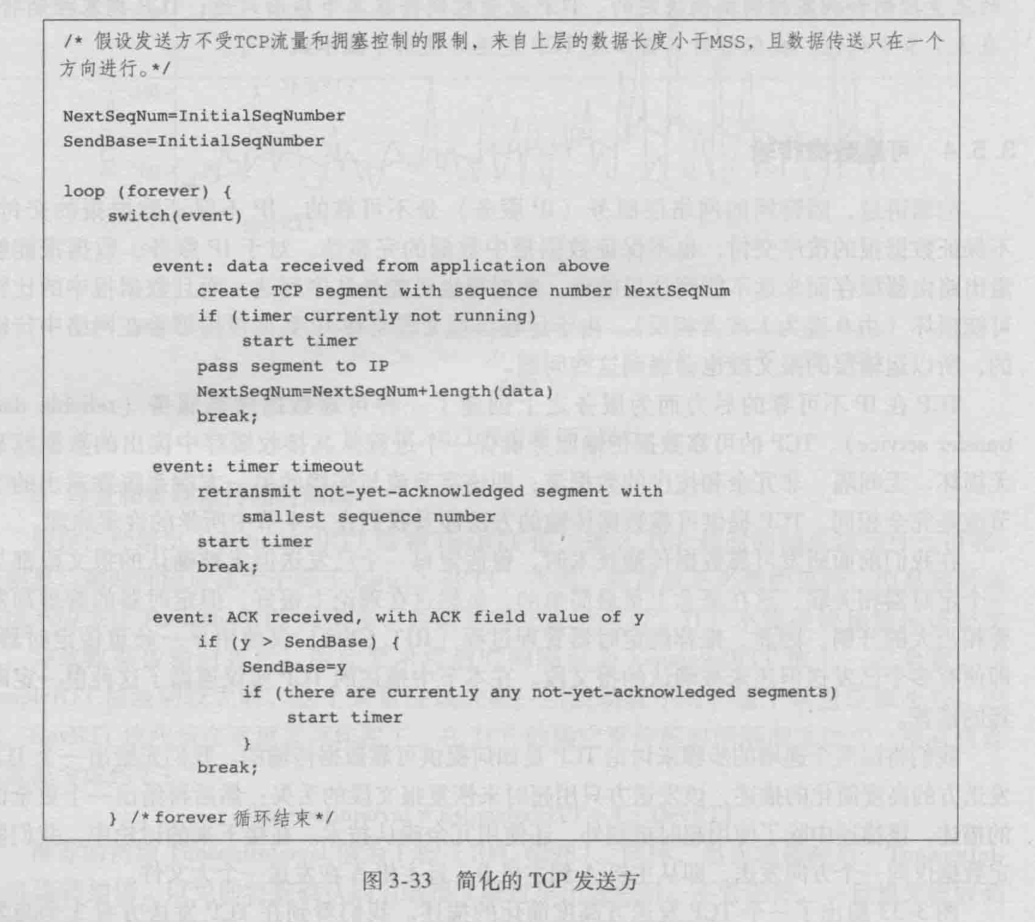 /* 假设发送方不受TCP流量和拥塞控制的限制，来自上层的数据长度小于MSS，且数据传送只在一个
方向进行。*/
NextSeqNum=InitialSeqNumber
SendBase=InitialSeqNumber
loop (forever) {
switch(event)
event: data received from application above
create TCP segment with sequence number NextSeqNum
if (timer currently not running)
start timer
pass segment to IP
NextSeqNum=NextSeqNum+length(data)
break;
event: timer timeout
retransmit not-yet-acknowledged segment with
smallest sequence number
start timer
break;
event: ACK received, with ACK field value of y
if (y > SendBase) {
SendBase=y
if (there are currently any not-yet-acknowledged segments)
start timer
}
break;
} /*forever 循环结束*/
图 3-33 简化的 TCP 发送方